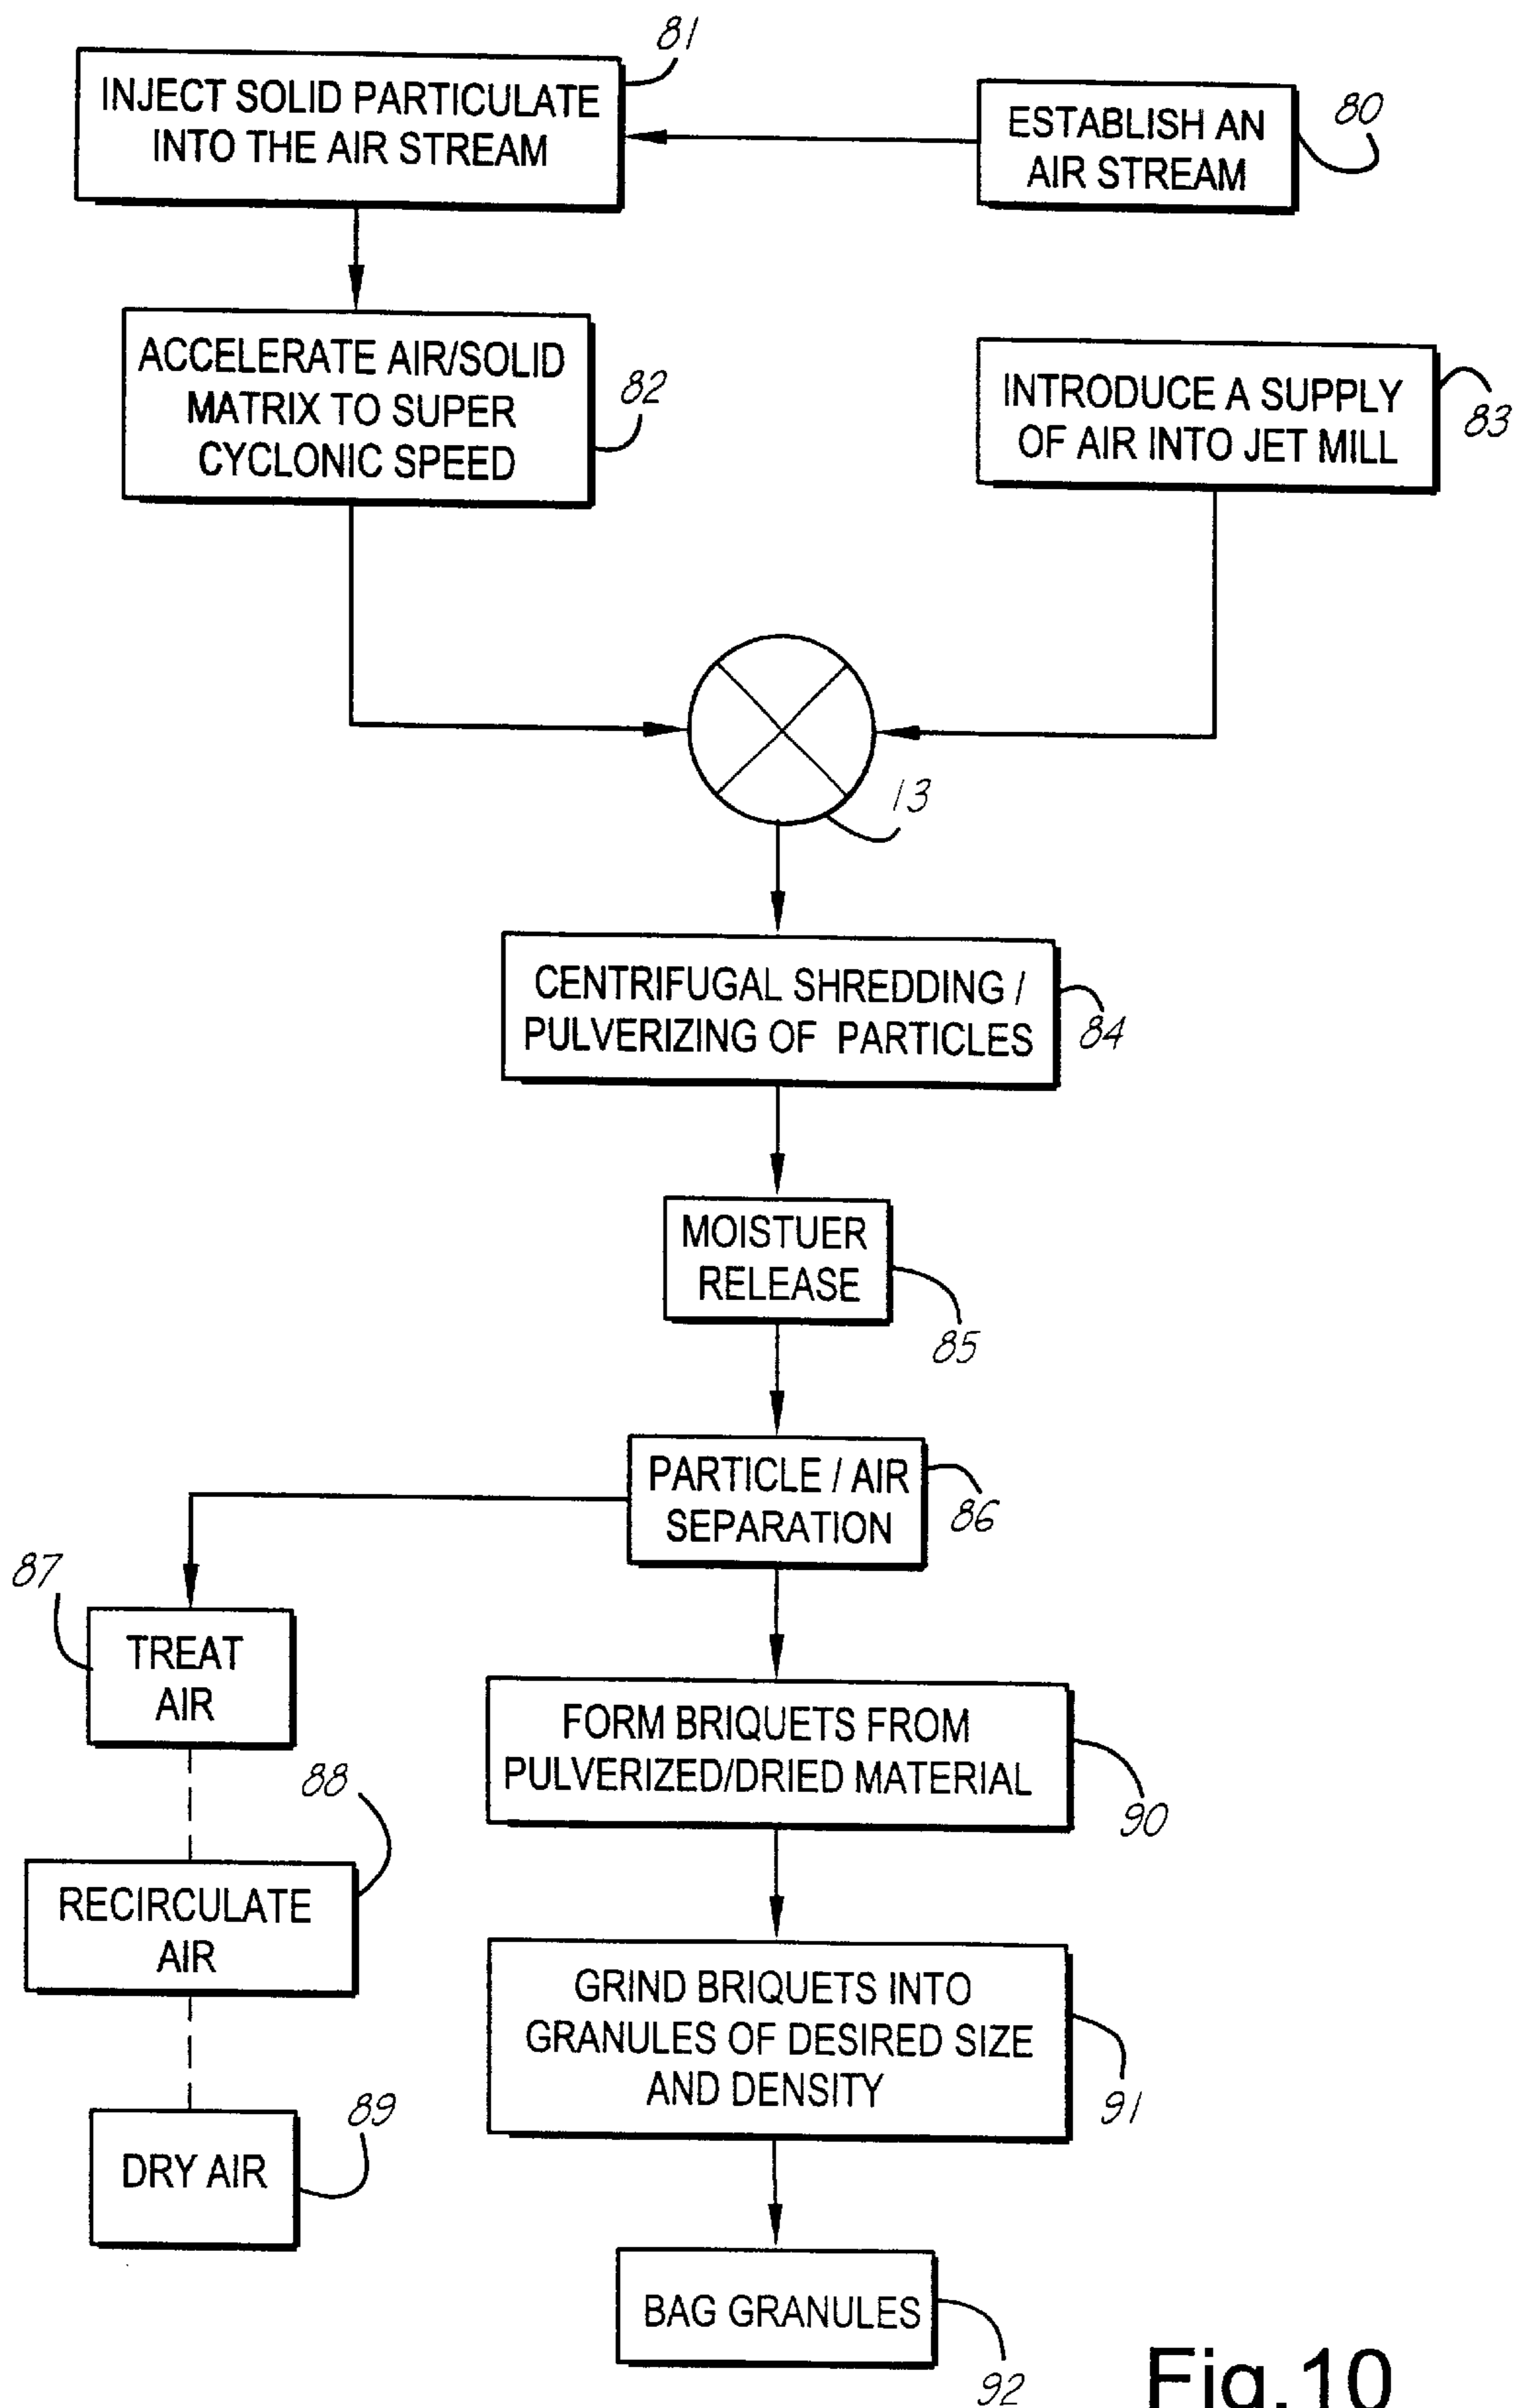 81
INJECT SOLID PARTICULATE
INTO THE AIR STREAM
80
ESTABLISH AN
AIR STREAM
ACCELERATE AIR/SOLID
MATRIX TO SUPER
CYCLONIC SPEED
82
INTRODUCE A SUPPLY
OF AIR INTO JET MILL
83
13
CENTRIFUGAL SHREDDING /
PULVERIZING OF PARTICLES
84
MOISTUER
RELEASE
85
PARTICLE / AIR
SEPARATION
86
87
TREAT
AIR
FORM BRIQUETS FROM
PULVERIZED/DRIED MATERIAL
90
88
RECIRCULATE
AIR
GRIND BRIQUETS INTO
GRANULES OF DESIRED SIZE
AND DENSITY
91
89
DRY AIR
BAG GRANULES
92
Fig.10